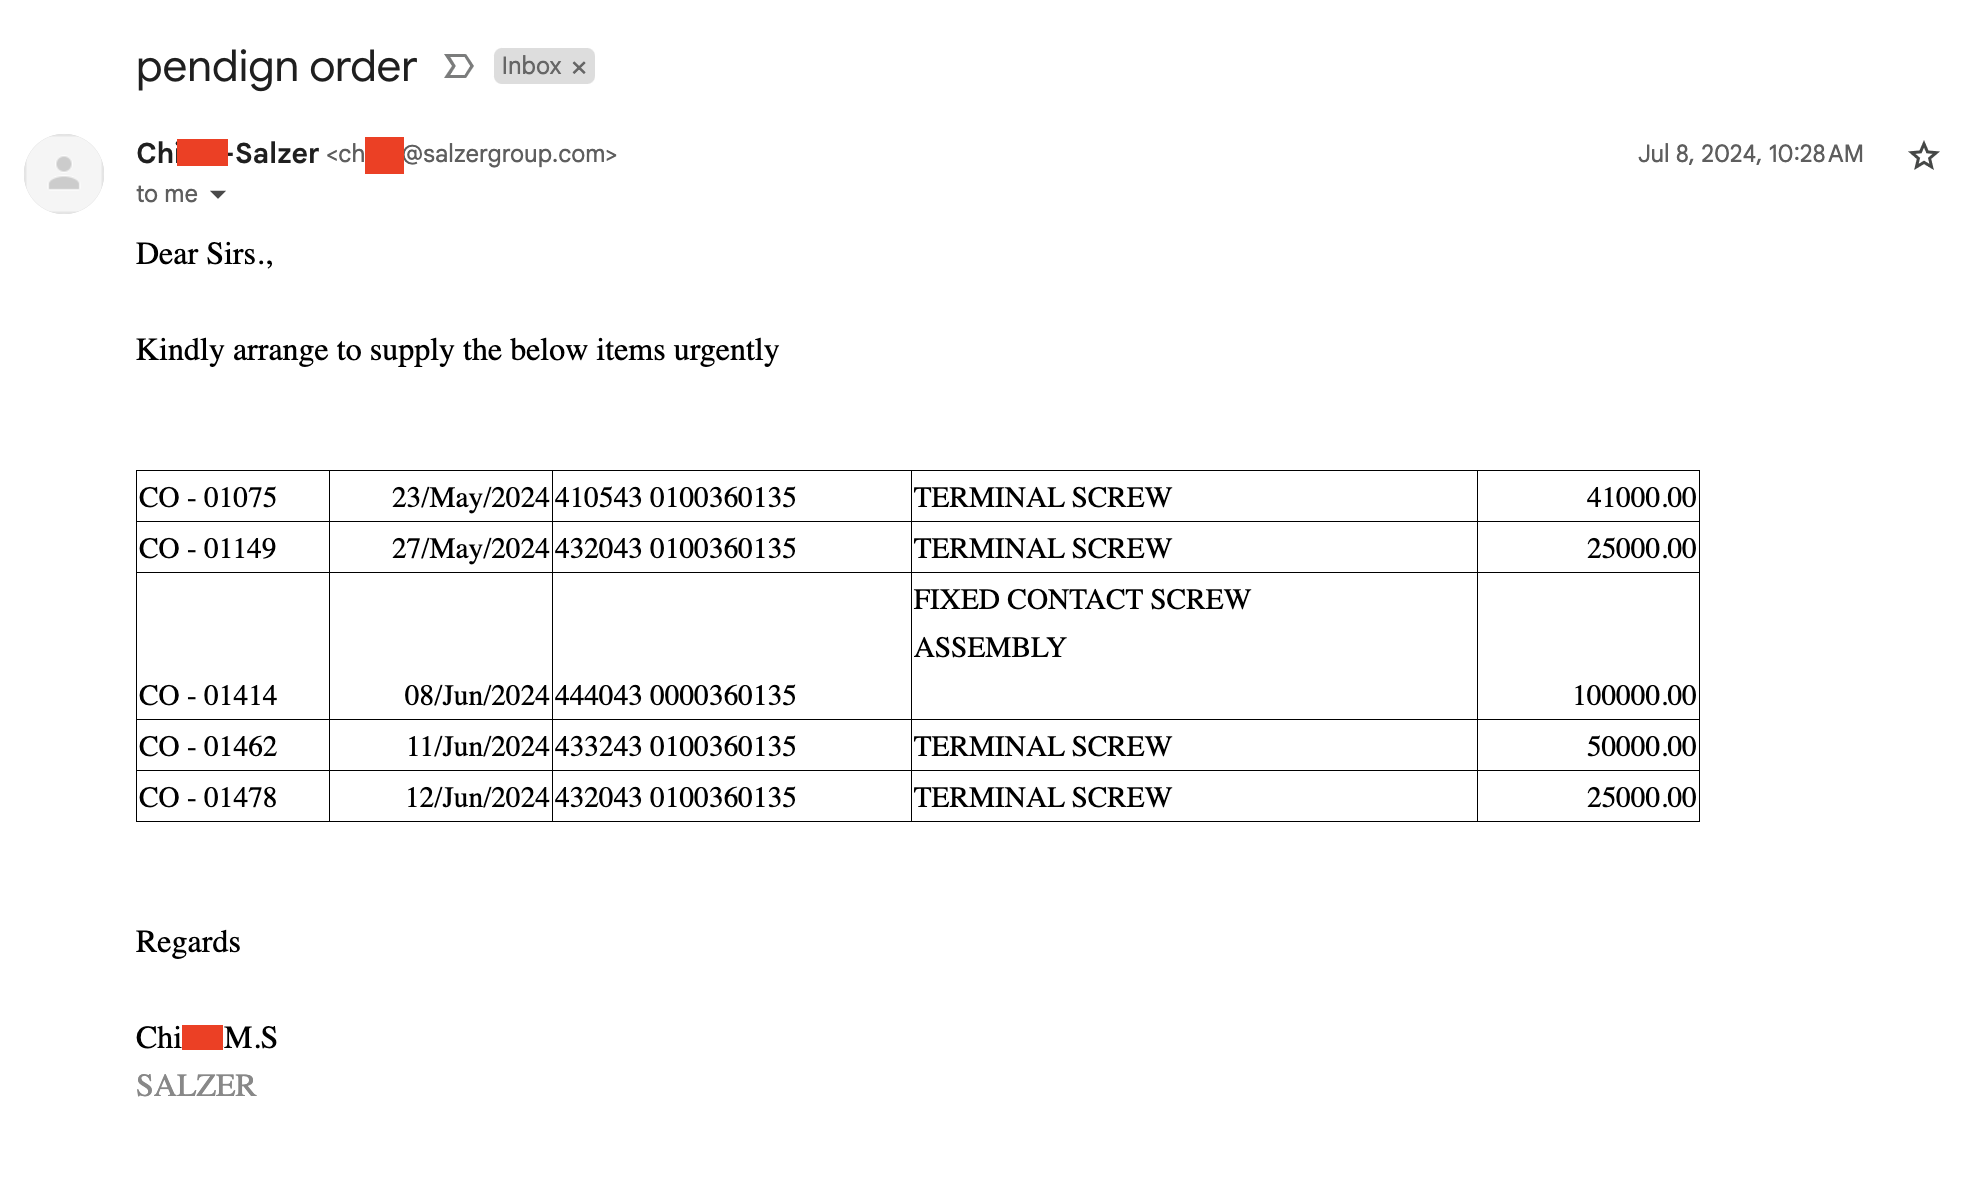 pendign order Inbox ×
Chi -Salzer <ch @salzergroup.com> Jul 8, 2024, 10:28 AM
to me
Dear Sirs.,
Kindly arrange to supply the below items urgently
CO - 01075 23/May/2024 410543 0100360135 TERMINAL SCREW 41000.00
CO - 01149 27/May/2024 432043 0100360135 TERMINAL SCREW 25000.00
FIXED CONTACT SCREW
ASSEMBLY
CO - 01414 08/Jun/2024 444043 0000360135 100000.00
CO - 01462 11/Jun/2024 433243 0100360135 TERMINAL SCREW 50000.00
CO - 01478 12/Jun/2024 432043 0100360135 TERMINAL SCREW 25000.00
Regards
Chi M.S
SALZER